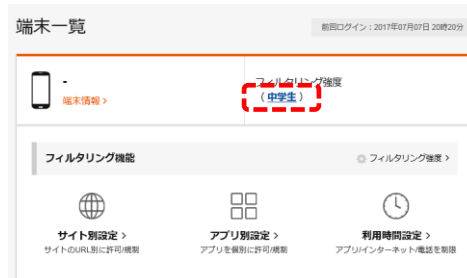 端末一覧
前回ログイン：2017年07月07日 20時20分
-
端末情報 >
フィルタリング強度
（ 中学生 ）
フィルタリング機能
フィルタリング強度 >
サイト別設定 >
サイトのURL別に許可/規制
アプリ別設定 >
アプリを個別に許可/規制
利用時間設定 >
アプリ/インターネット/電話を制限